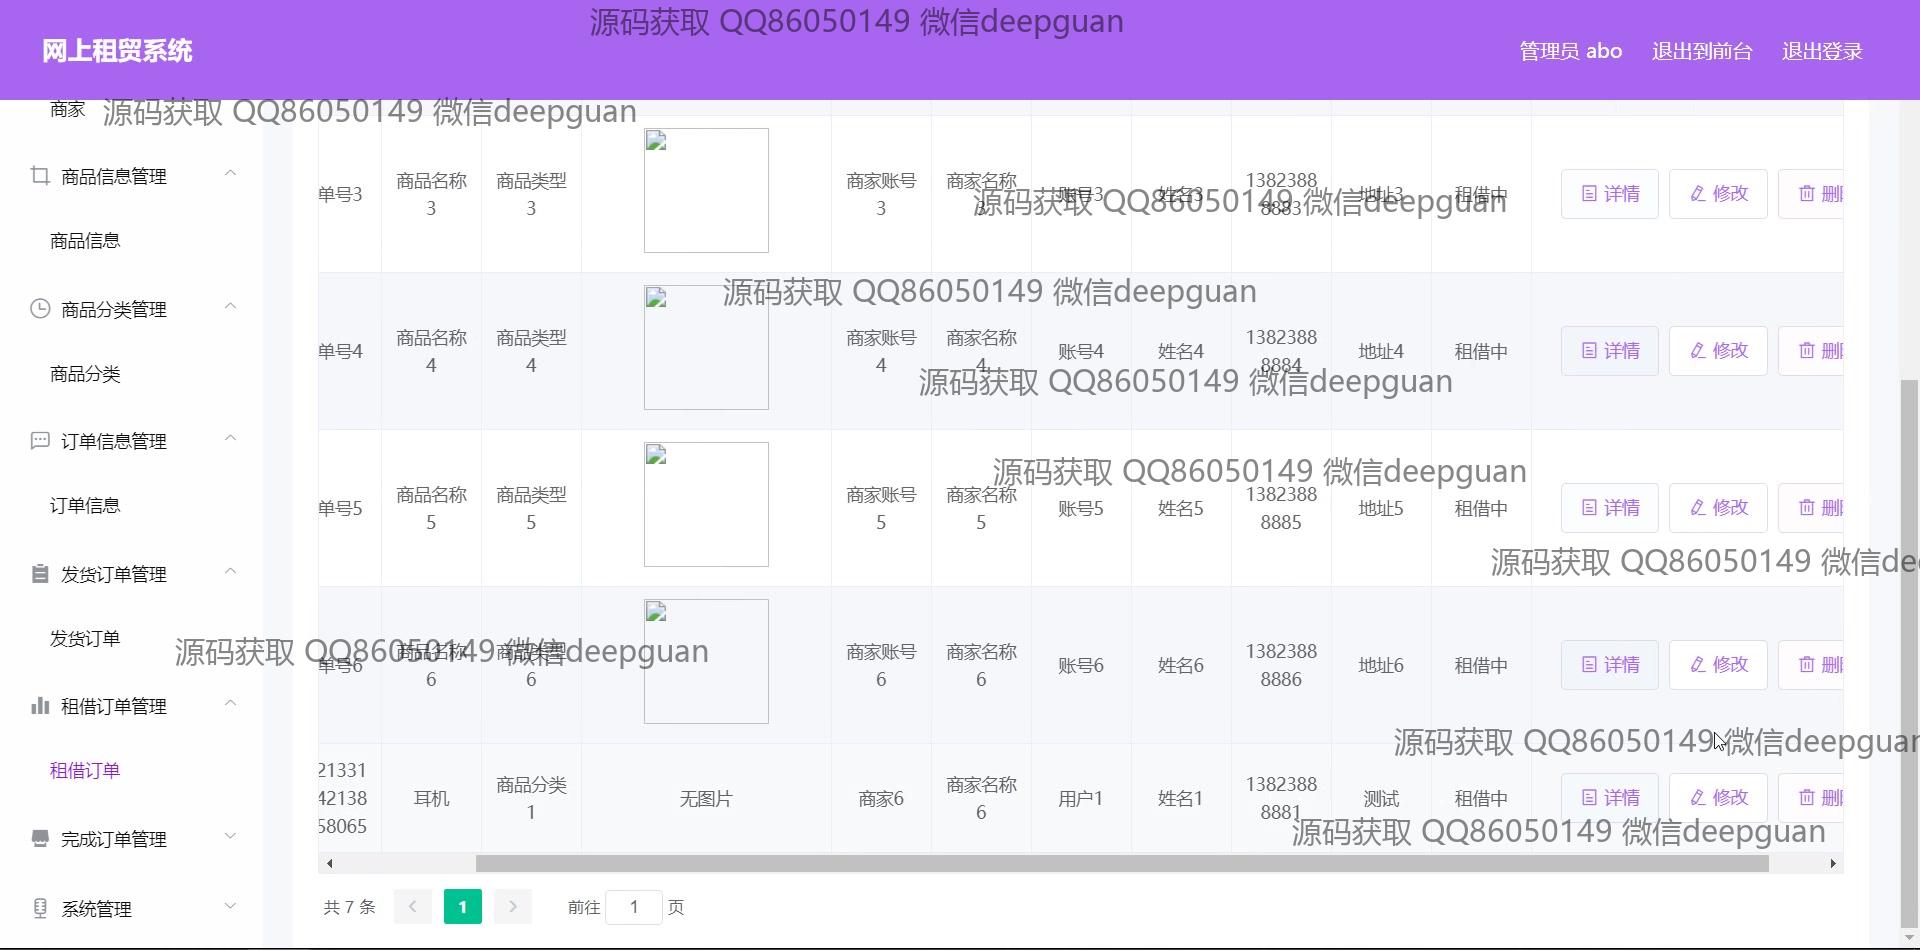 源码获取 QQ86050149 微信deepguan
网上租贸系统
管理员 abo 退出到前台 退出登录
商家
源码获取 QQ86050149 微信deepguan
商品信息管理
商品信息
商品分类管理
商品分类
订单信息管理
订单信息
发货订单管理
发货订单
租借订单管理
租借订单
完成订单管理
系统管理
单号3 商品名称3 商品类型3 商家账号3 商家名称3 账号3 姓名3 13823888883 地址3 租借中 详情 修改
源码获取 QQ86050149 微信deepguan
源码获取 QQ86050149 微信deepguan
单号4 商品名称4 商品类型4 商家账号4 商家名称4 账号4 姓名4 13823888884 地址4 租借中 详情 修改
源码获取 QQ86050149 微信deepguan
源码获取 QQ86050149 微信deepguan
单号5 商品名称5 商品类型5 商家账号5 商家名称5 账号5 姓名5 13823888885 地址5 租借中 详情 修改
源码获取 QQ86050149 微信de
源码获取 QQ86050149 微信deepguan
单号6 商品名称6 商品类型6 商家账号6 商家名称6 账号6 姓名6 13823888886 地址6 租借中 详情 修改
源码获取 QQ86050149 微信deepguan
21331
42138
58065 耳机 商品分类1 无图片 商家6 商家名称6 用户1 姓名1 13823888881 测试 租借中 详情 修改
源码获取 QQ86050149 微信deepguan
共 7 条 1 前往 1 页